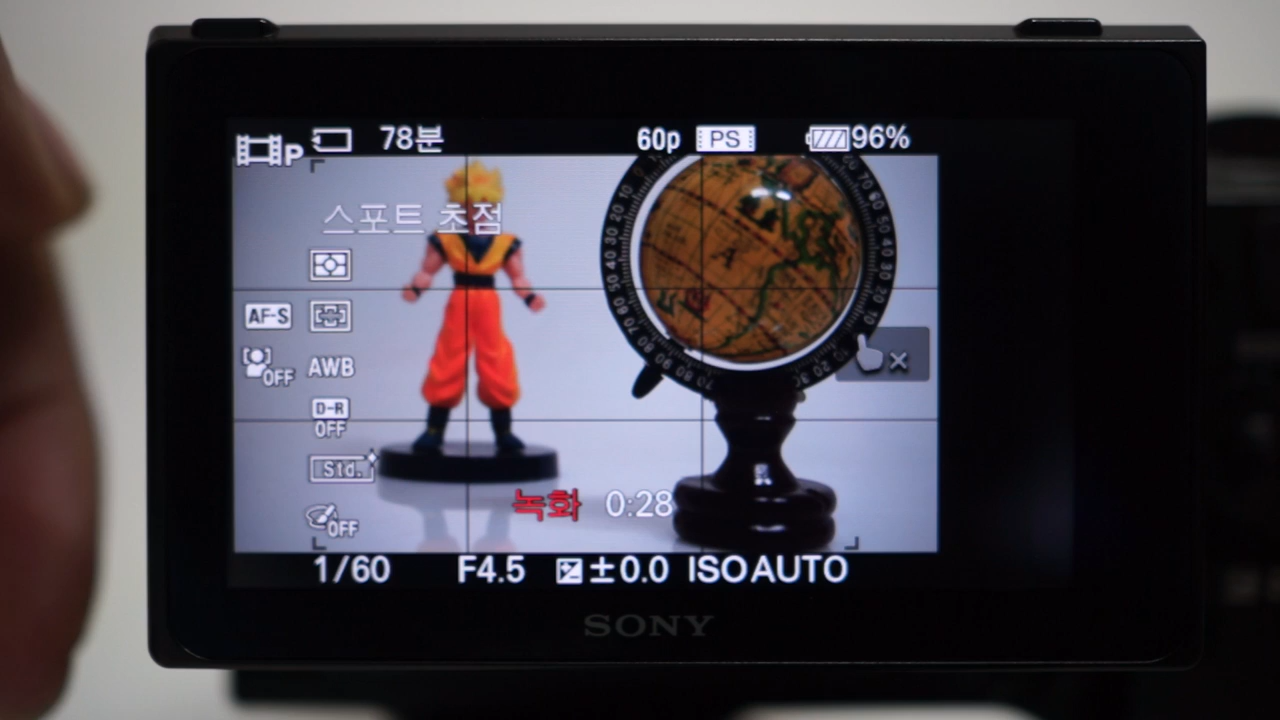 P 78분 60p PS 96%
스포트 초점
AF-S
OFF AWB
D-R
OFF
Std.
OFF
녹화 0:28
1/60 F4.5 ±0.0 ISO AUTO
SONY